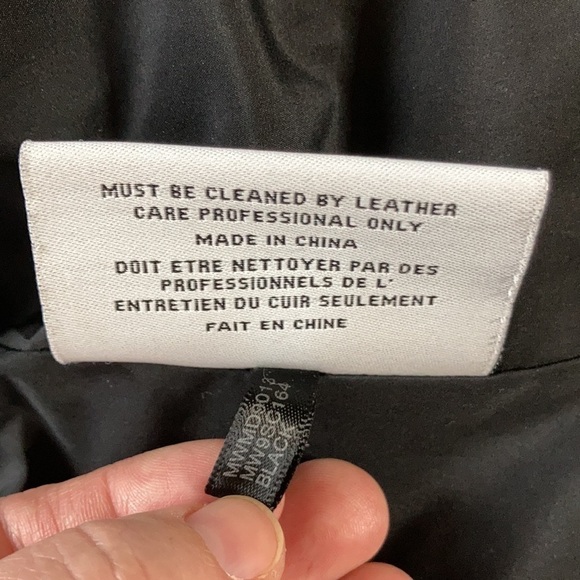 MUST BE CLEANED BY LEATHER
CARE PROFESSIONAL ONLY
MADE IN CHINA
DOIT ETRE NETTOYER PAR DES
PROFESSIONNELS DE L'
ENTRETIEN DU CUIR SEULEMENT
FAIT EN CHINE
BLACK